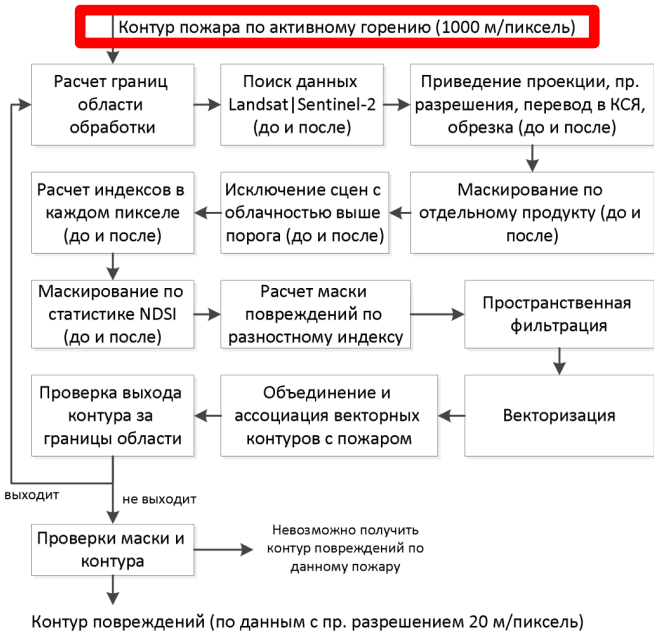 Контур пожара по активному горению (1000 м/пиксель)
Расчет границ
области
обработки
Поиск данных
Landsat|Sentinel-2
(до и после)
Приведение проекции, пр.
разрешения, перевод в КСЯ,
обрезка (до и после)
Расчет индексов в
каждом пикселе
(до и после)
Исключение сцен с
облачностью выше
порога (до и после)
Маскирование по
отдельному продукту (до и
после)
Маскирование по
статистике NDSI
(до и после)
Расчет маски
повреждений по
разностному индексу
Пространственная
фильтрация
Проверка выхода
контура за
границы области
Объединение и
ассоциация векторных
контуров с пожаром
Векторизация
выходит
не выходит
Проверки маски и
контура
Невозможно получить
контур повреждений по
данному пожару
Контур повреждений (по данным с пр. разрешением 20 м/пиксель)